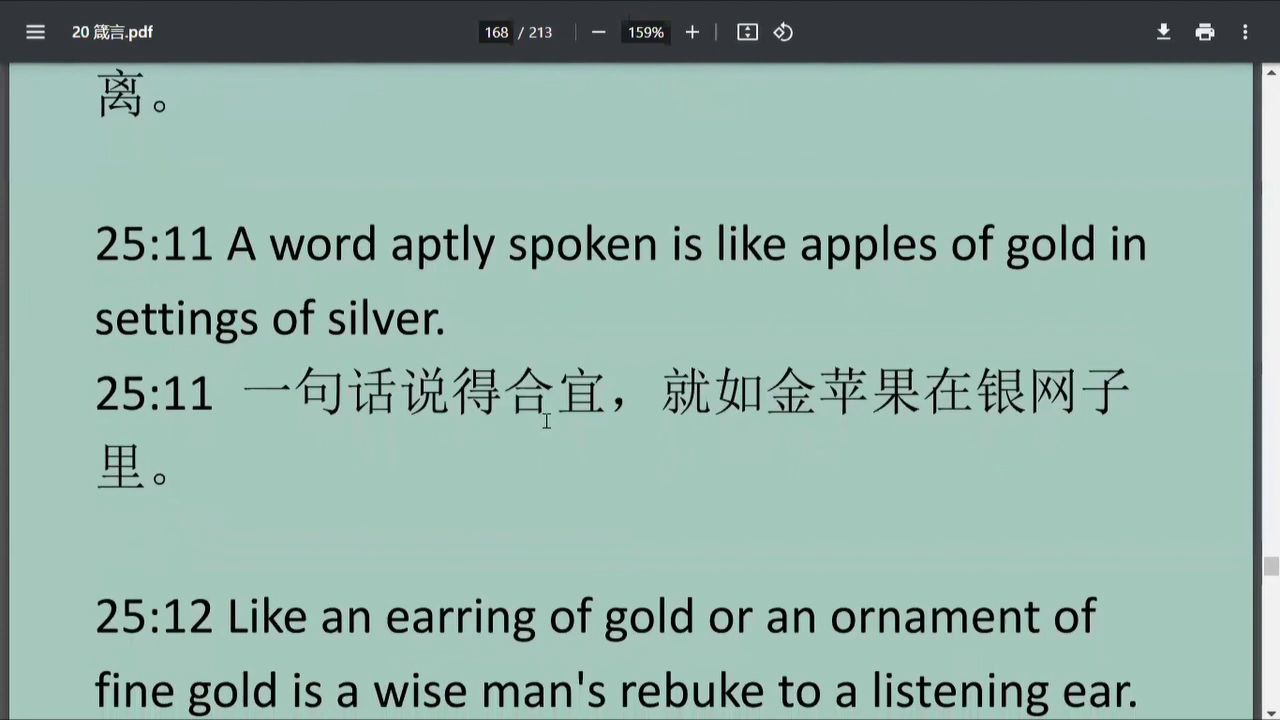 20 箴言.pdf
168 / 213
159%
离。
25:11 A word aptly spoken is like apples of gold in
settings of silver.
25:11 一句话说得合宜，就如金苹果在银网子
里。
25:12 Like an earring of gold or an ornament of
fine gold is a wise man's rebuke to a listening ear.